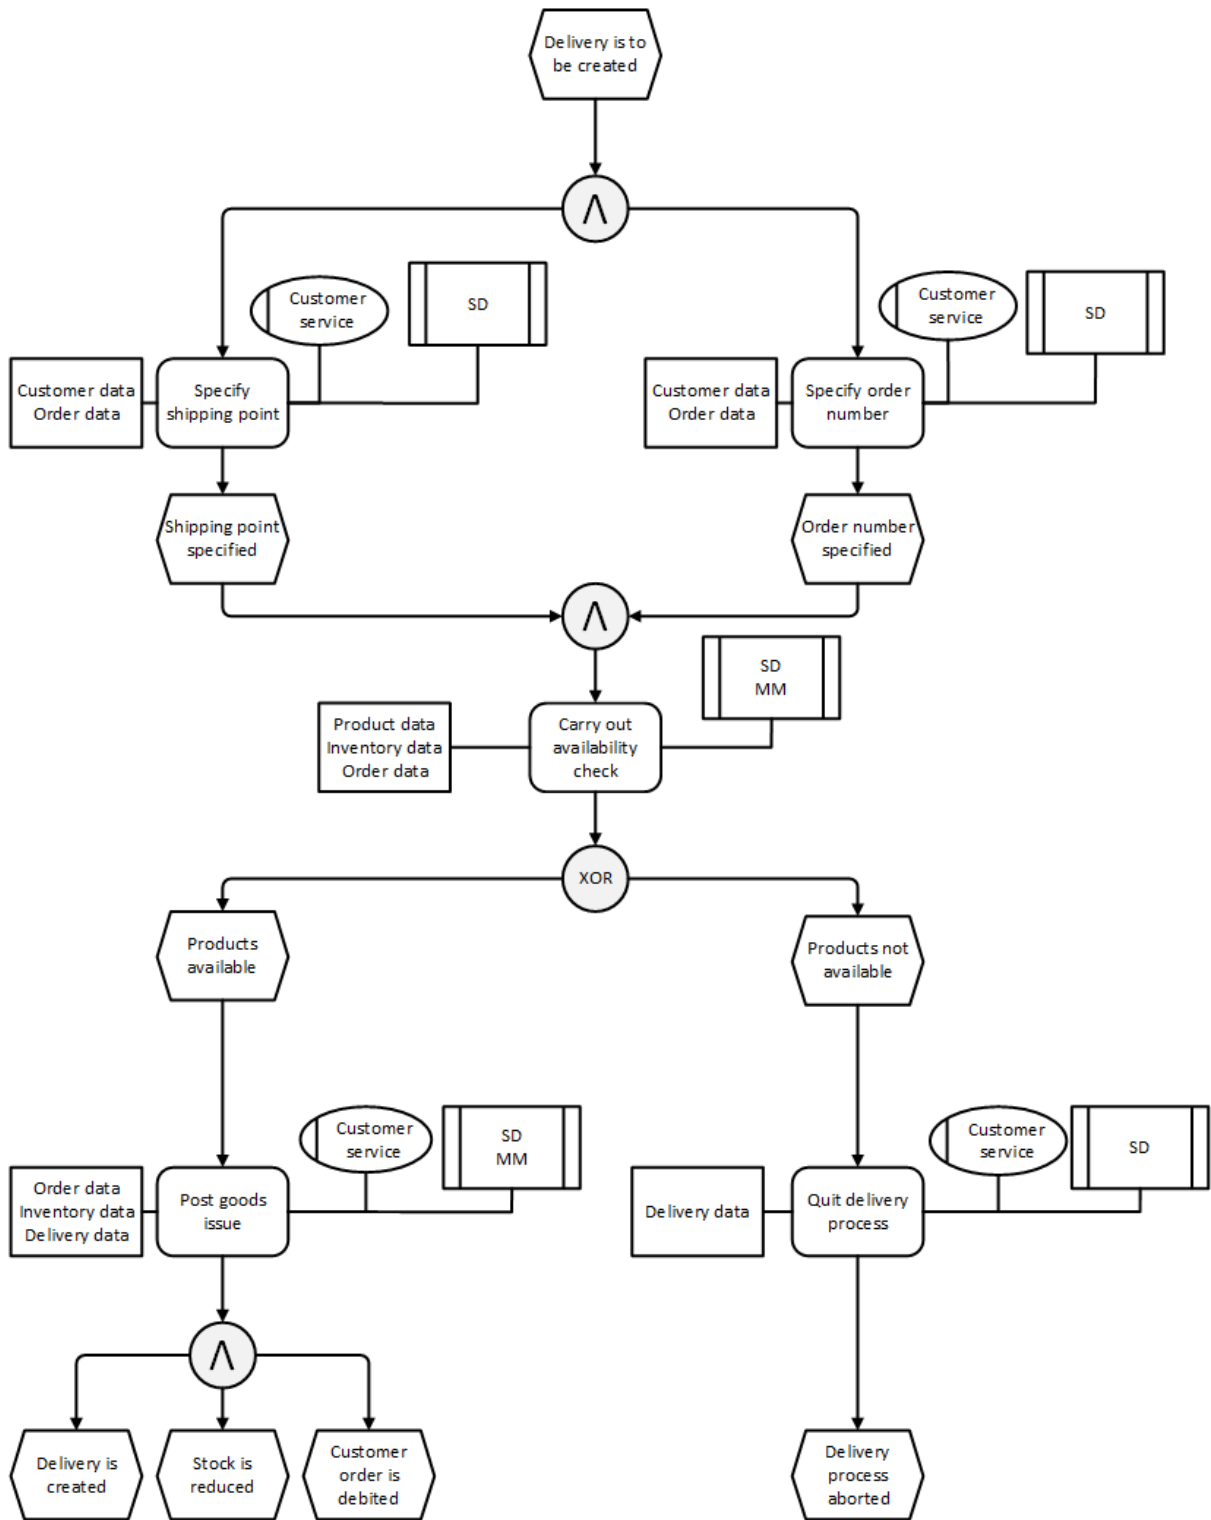 Delivery is to
be created
Λ
Customer
service
SD
Customer
service
SD
Customer data
Order data
Specify
shipping point
Customer data
Order data
Specify order
number
Shipping point
specified
Order number
specified
Λ
SD
MM
Product data
Inventory data
Order data
Carry out
availability
check
XOR
Products
available
Products not
available
Customer
service
SD
MM
Customer
service
SD
Order data
Inventory data
Delivery data
Post goods
issue
Delivery data
Quit delivery
process
Λ
Delivery is
created
Stock is
reduced
Customer
order is
debited
Delivery
process
aborted